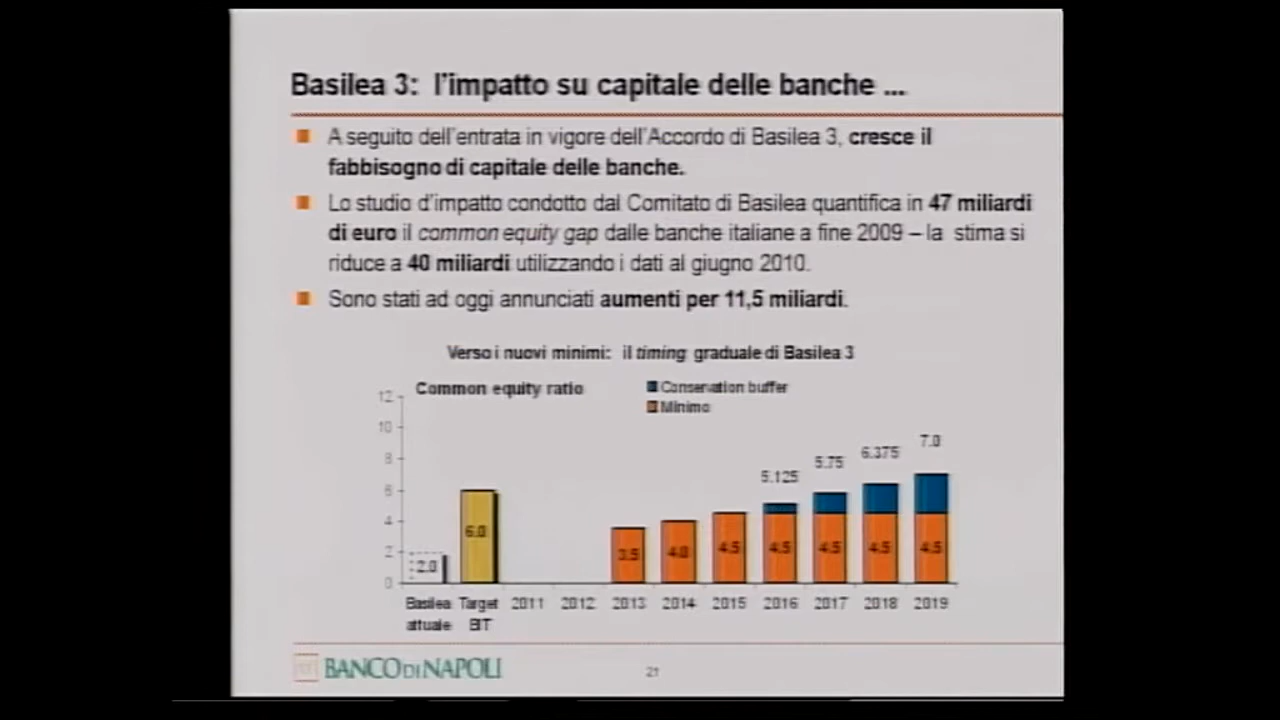 Basilea 3: l'impatto su capitale delle banche ...
A seguito dell'entrata in vigore dell'Accordo di Basilea 3, cresce il
fabbisogno di capitale delle banche.
Lo studio d'impatto condotto dal Comitato di Basilea quantifica in 47 miliardi
di euro il common equity gap dalle banche italiane a fine 2009 – la stima si
riduce a 40 miliardi utilizzando i dati al giugno 2010.
Sono stati ad oggi annunciati aumenti per 11,5 miliardi.
Verso i nuovi minimi: il timing graduale di Basilea 3
Common equity ratio
Conservation buffer
Minimo
12
10
8
6
4
2
0
2.0
6.0
3.5
4.0
4.5
5.125
4.5
5.75
4.5
6.375
4.5
7.0
4.5
Basilea attuale
Target BIT
2011 2012 2013 2014 2015 2016 2017 2018 2019
BANCO DI NAPOLI
21